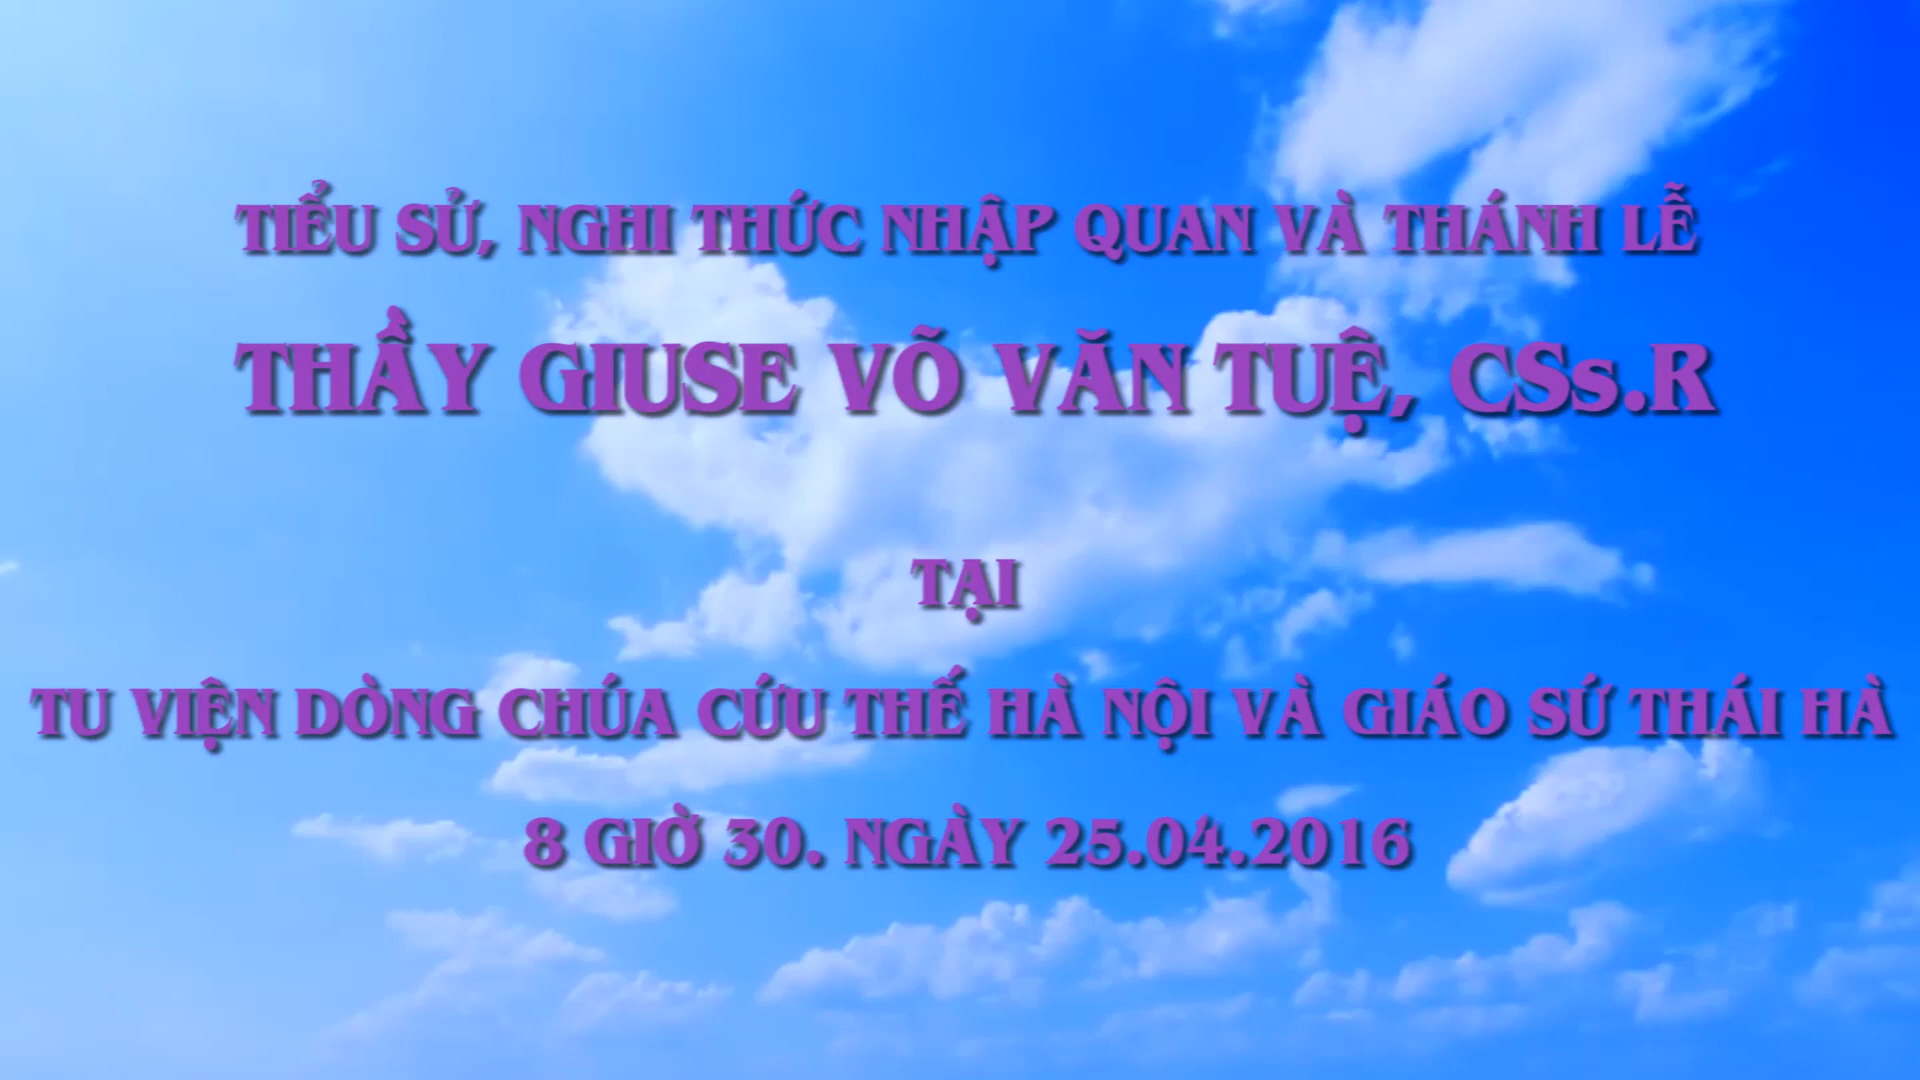 TIỂU SỬ, NGHI THỨC NHẬP QUAN VÀ THÁNH LỄ
THẦY GIUSE VÕ VĂN TUỆ, CSs.R
TẠI
TU VIỆN DÒNG CHÚA CỨU THẾ HÀ NỘI VÀ GIÁO SỨ THÁI HÀ
8 GIỜ 30. NGÀY 25.04.2016